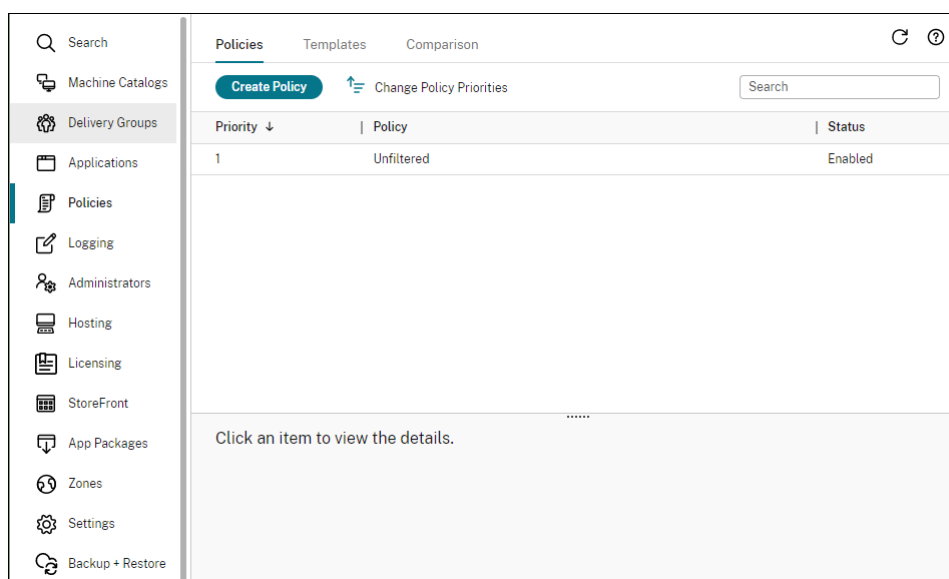 Search
Machine Catalogs
Delivery Groups
Applications
Policies
Logging
Administrators
Hosting
Licensing
StoreFront
App Packages
Zones
Settings
Backup + Restore
Policies Templates Comparison
Create Policy Change Policy Priorities Search
Priority ↓ | Policy | Status
1 Unfiltered Enabled
Click an item to view the details.